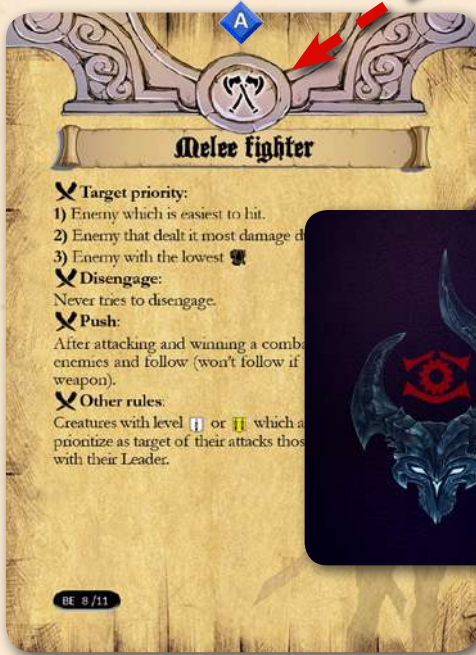 A
Melee fighter
Target priority:
1) Enemy which is easiest to hit.
2) Enemy that dealt it most damage d
3) Enemy with the lowest
Disengage:
Never tries to disengage.
Push:
After attacking and winning a comba
enemies and follow (won't follow if
weapon).
Other rules:
Creatures with level or which a
prioritize as target of their attacks thos
with their Leader.
BE 8/11